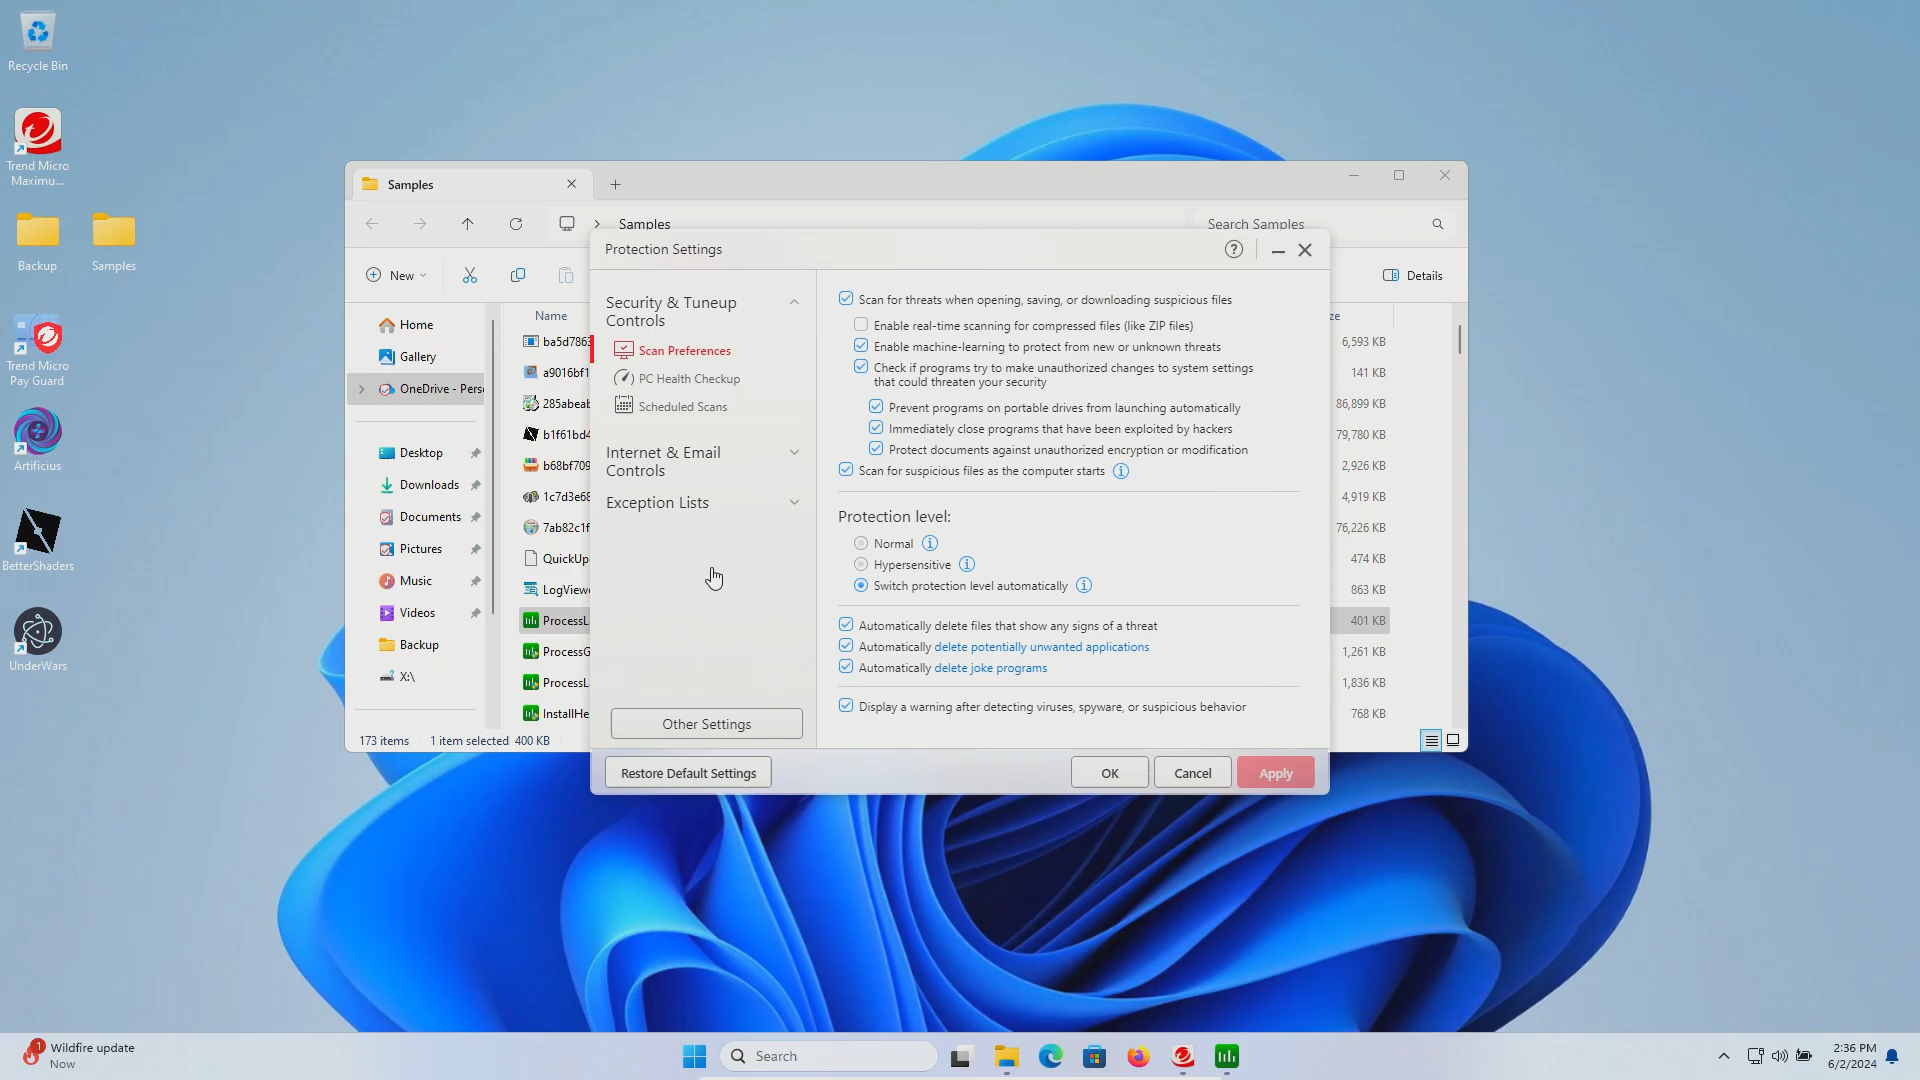 Recycle Bin
Trend Micro
Maximu...
Backup
Samples
Trend Micro
Pay Guard
Artificius
BetterShaders
UnderWars
Samples
Samples
Search Samples
New
Details
Home
Gallery
OneDrive - Pers
Desktop
Downloads
Documents
Pictures
Music
Videos
Backup
X:\
Name
ze
ba5d786
6,593 KB
a9016bf1
141 KB
285abeab
86,899 KB
b1f61bd4
79,780 KB
b68bf709
2,926 KB
1c7d3e68
4,919 KB
7ab82c1f
76,226 KB
QuickUp
474 KB
LogView
863 KB
ProcessL
401 KB
ProcessG
1,261 KB
ProcessL
1,836 KB
InstallHe
768 KB
173 items
1 item selected 400 KB
Protection Settings
Security & Tuneup
Controls
Scan Preferences
PC Health Checkup
Scheduled Scans
Internet & Email
Controls
Exception Lists
Other Settings
Scan for threats when opening, saving, or downloading suspicious files
Enable real-time scanning for compressed files (like ZIP files)
Enable machine-learning to protect from new or unknown threats
Check if programs try to make unauthorized changes to system settings
that could threaten your security
Prevent programs on portable drives from launching automatically
Immediately close programs that have been exploited by hackers
Protect documents against unauthorized encryption or modification
Scan for suspicious files as the computer starts
Protection level:
Normal
Hypersensitive
Switch protection level automatically
Automatically delete files that show any signs of a threat
Automatically delete potentially unwanted applications
Automatically delete joke programs
Display a warning after detecting viruses, spyware, or suspicious behavior
Restore Default Settings
OK
Cancel
Apply
1
Wildfire update
Now
Search
2:36 PM
6/2/2024